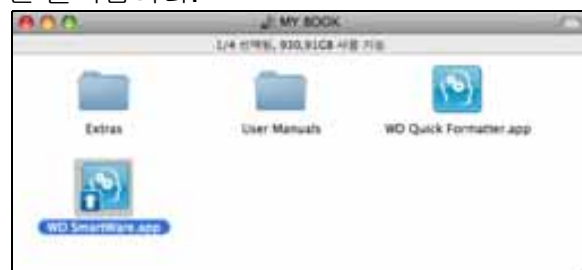 MY BOOK
1/4 선택됨, 930.91GB 사용 가능
Extras
User Manuals
WD Quick Formatter.app
WD SmartWare.app